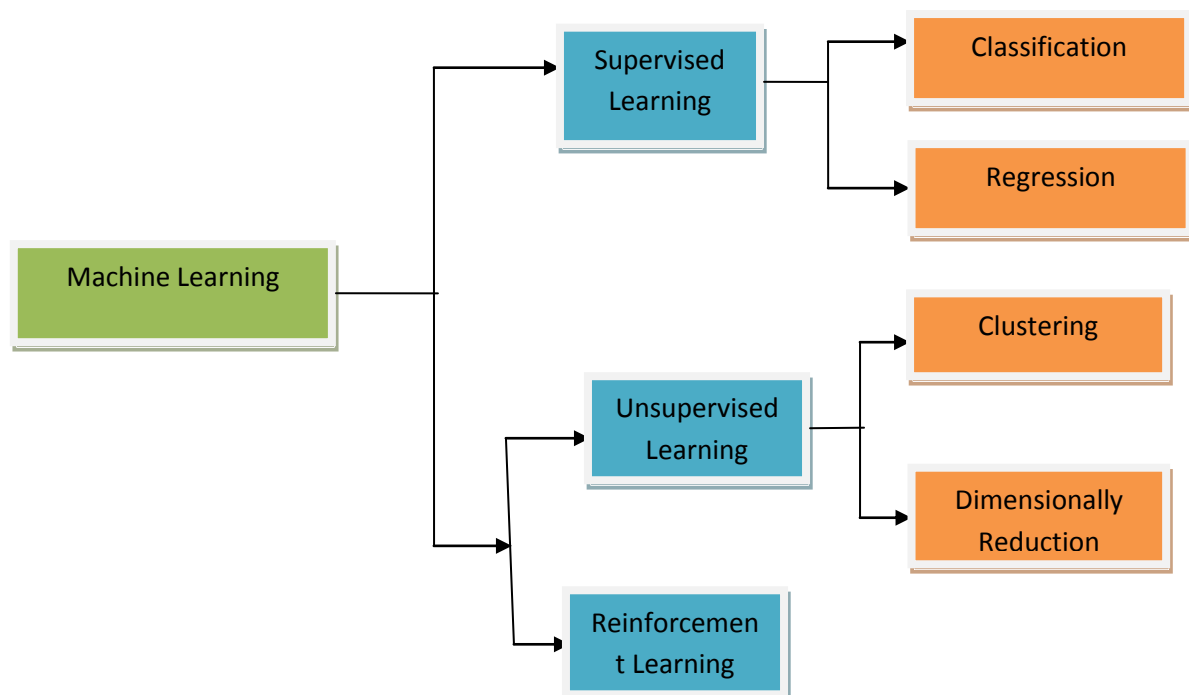 Supervised
Learning
Classification
Regression
Machine Learning
Clustering
Unsupervised
Learning
Dimensionally
Reduction
Reinforcemen
t Learning